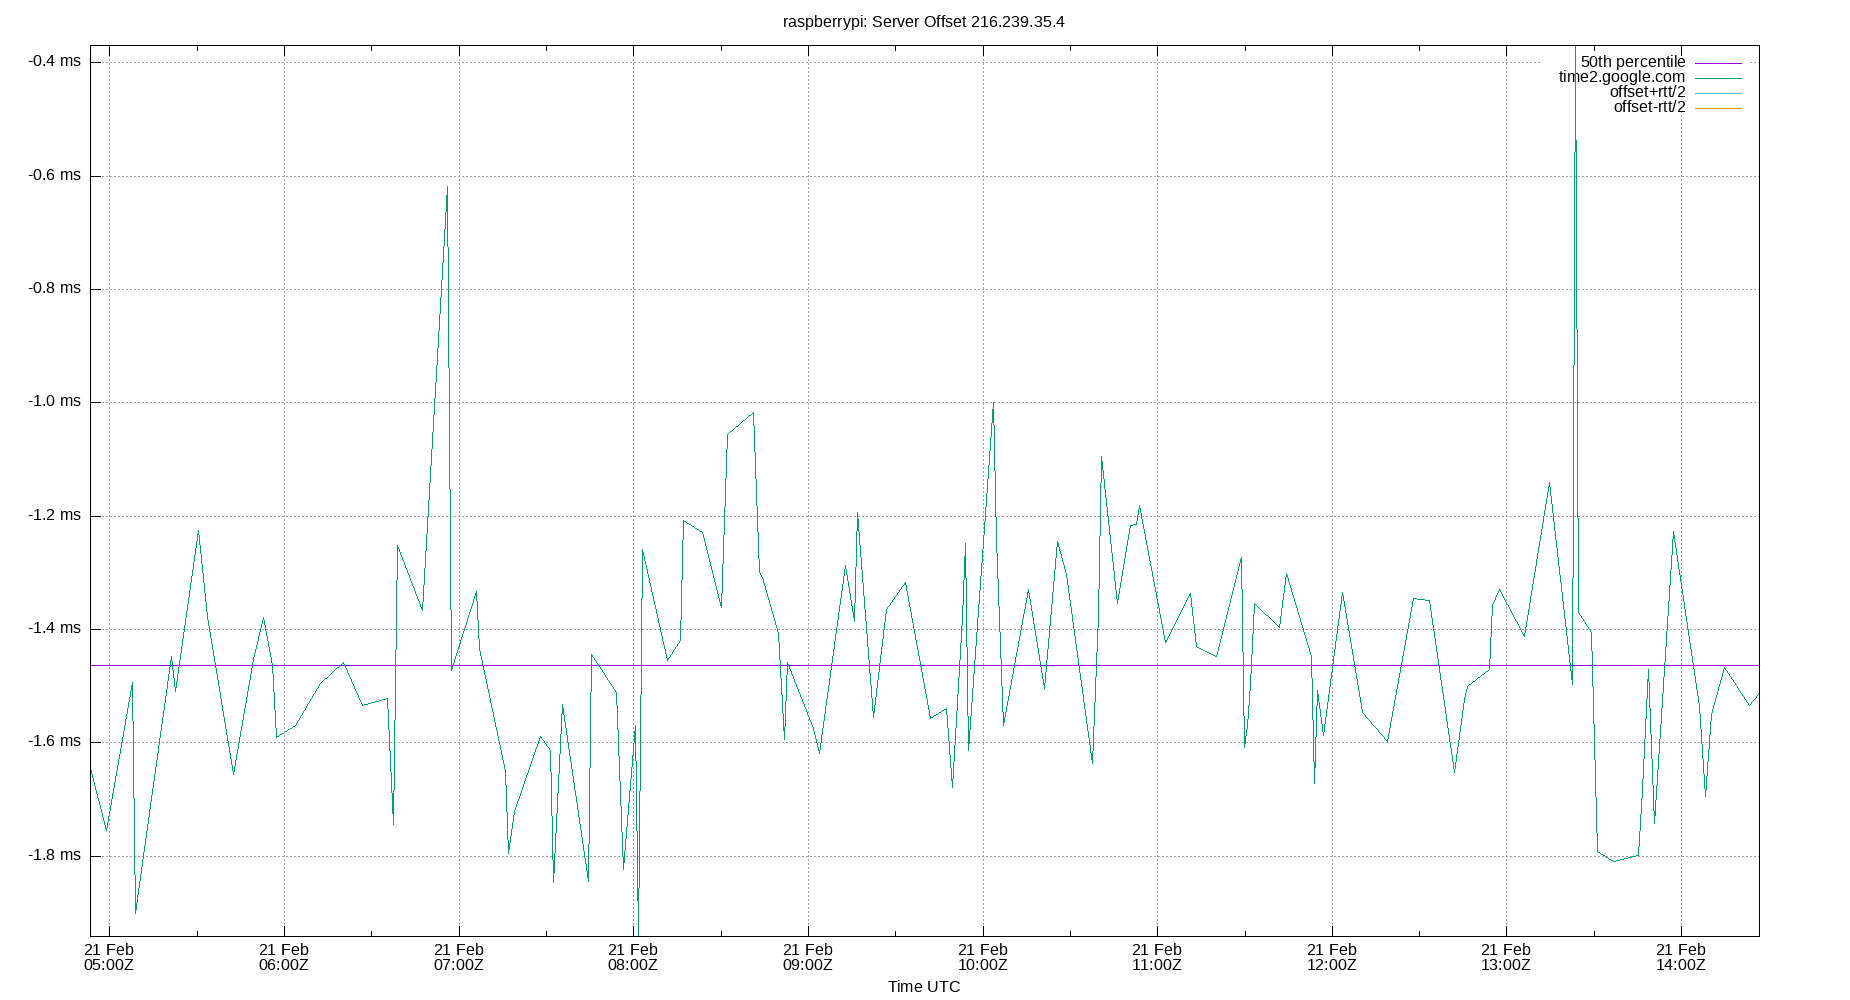 raspberrypi: Server Offset 216.239.35.4
-0.4 ms
-0.6 ms
-0.8 ms
-1.0 ms
-1.2 ms
-1.4 ms
-1.6 ms
-1.8 ms
50th percentile
time2.google.com
offset+rtt/2
offset-rtt/2
21 Feb 21 Feb 21 Feb 21 Feb 21 Feb 21 Feb 21 Feb 21 Feb 21 Feb 21 Feb
05:00Z 06:00Z 07:00Z 08:00Z 09:00Z 10:00Z 11:00Z 12:00Z 13:00Z 14:00Z
Time UTC